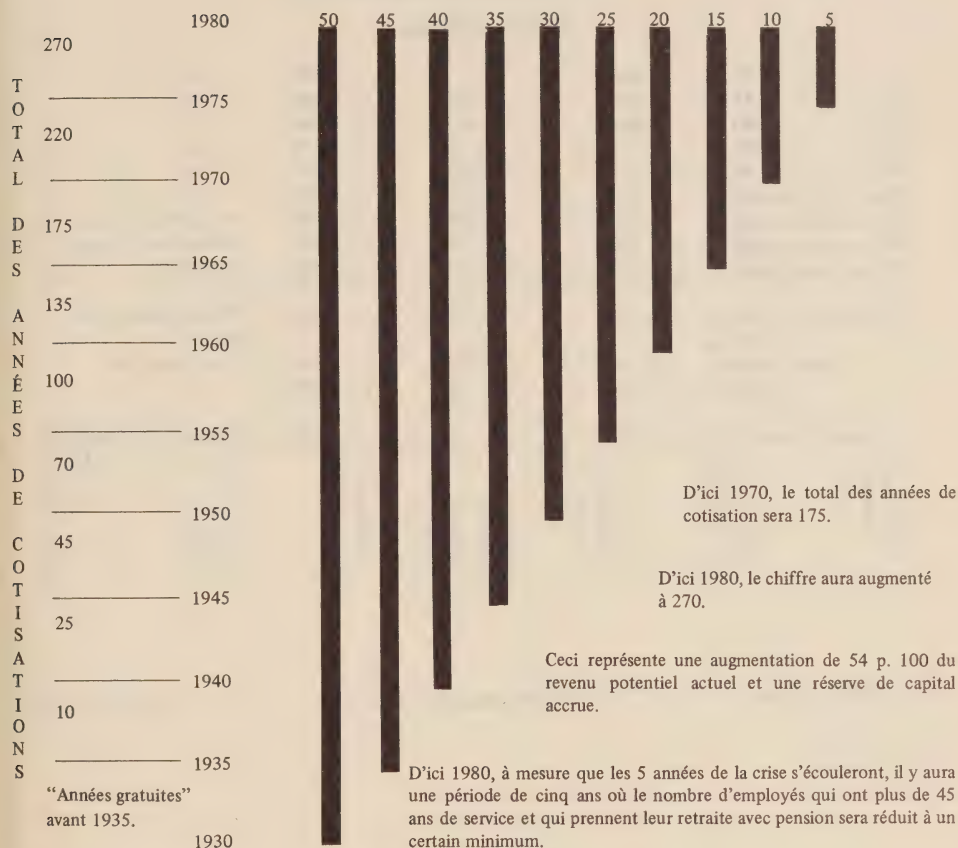 1980 50 45 40 35 30 25 20 15 10 5
270
1975
220
1970
175
1965
135
1960
100
1955
70
1950
45
1945
25
1940
10
1935
"Années gratuites"
avant 1935.
1930
TOTAL DES ANNÉES DE COTISATIONS
D'ici 1970, le total des années de
cotisation sera 175.
D'ici 1980, le chiffre aura augmenté
à 270.
Ceci représente une augmentation de 54 p. 100 du
revenu potentiel actuel et une réserve de capital
accrue.
D'ici 1980, à mesure que les 5 années de la crise s'écouleront, il y aura
une période de cinq ans où le nombre d'employés qui ont plus de 45
ans de service et qui prennent leur retraite avec pension sera réduit à un
certain minimum.